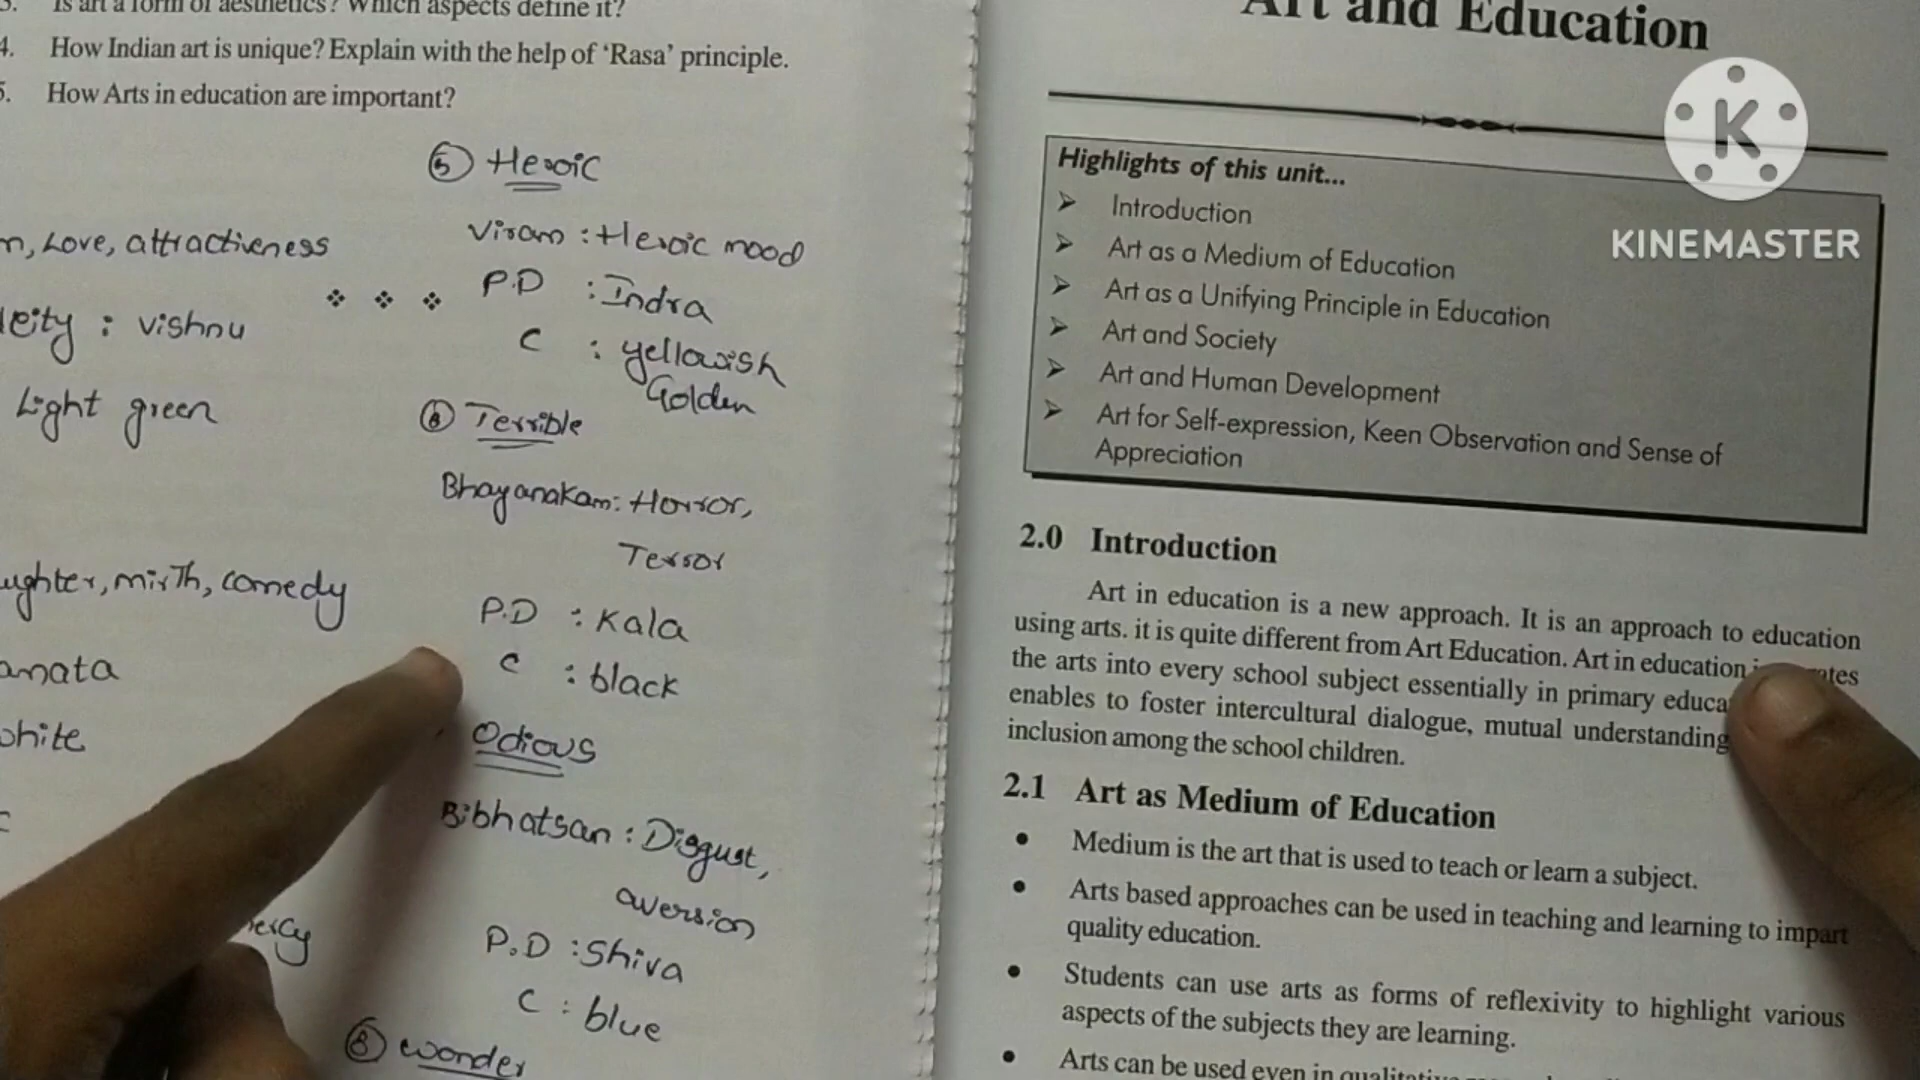 Is art a form of aesthetics? Which aspects define it?
4. How Indian art is unique? Explain with the help of 'Rasa' principle.
5. How Arts in education are important?
Love, attractiveness
: vishnu
Light green
mirth, comedy
⑤ Heroic
Viram : Heroic mood
P.D : Indra
C : yellowish
Golden
⑥ Terrible
Bhayanakam: Horror,
Terror
P.D : Kala
C : black
Odious
Bibhatsan : Disgust,
aversion
P.D : Shiva
C : blue
⑧ wonder
Art and Education
Highlights of this unit...
➢ Introduction
➢ Art as a Medium of Education
➢ Art as a Unifying Principle in Education
➢ Art and Society
➢ Art and Human Development
➢ Art for Self-expression, Keen Observation and Sense of
Appreciation
2.0 Introduction
Art in education is a new approach. It is an approach to education
using arts. it is quite different from Art Education. Art in education
the arts into every school subject essentially in primary
enables to foster intercultural dialogue, mutual understanding
inclusion among the school children.
2.1 Art as Medium of Education
• Medium is the art that is used to teach or learn a subject.
• Arts based approaches can be used in teaching and learning to impart
quality education.
• Students can use arts as forms of reflexivity to highlight various
aspects of the subjects they are learning.
• Arts can be used even in
K
KINEMASTER